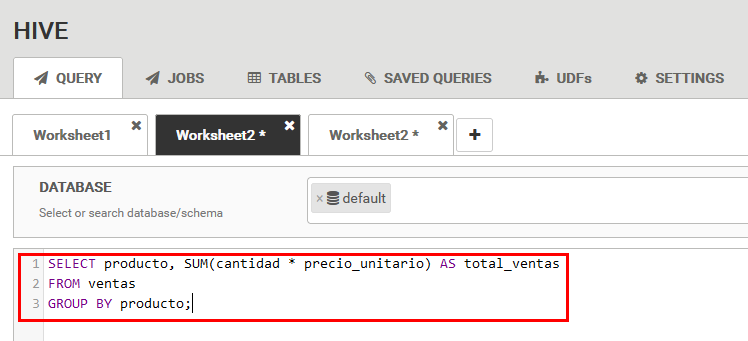 HIVE
QUERY JOBS TABLES SAVED QUERIES UDFs SETTINGS
Worksheet1 Worksheet2 * Worksheet2 *
DATABASE
Select or search database/schema
× default
1 SELECT producto, SUM(cantidad * precio_unitario) AS total_ventas
2 FROM ventas
3 GROUP BY producto;